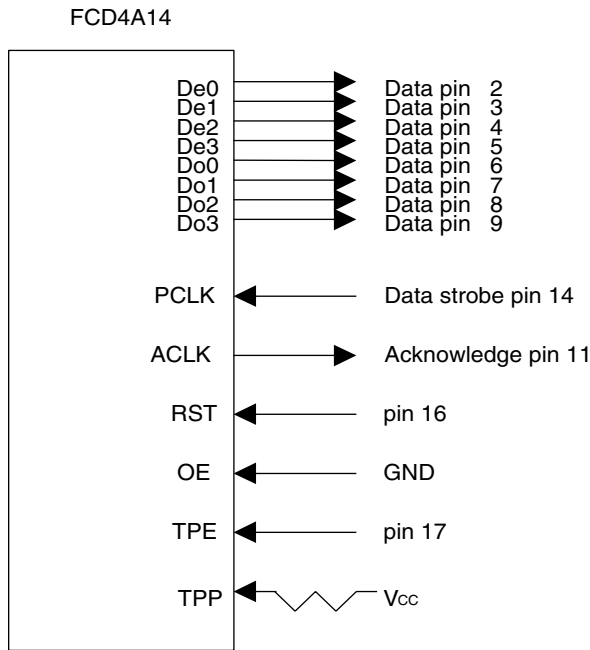 FCD4A14
De0 Data pin 2
De1 Data pin 3
De2 Data pin 4
De3 Data pin 5
Do0 Data pin 6
Do1 Data pin 7
Do2 Data pin 8
Do3 Data pin 9
PCLK Data strobe pin 14
ACLK Acknowledge pin 11
RST pin 16
OE GND
TPE pin 17
TPP Vcc